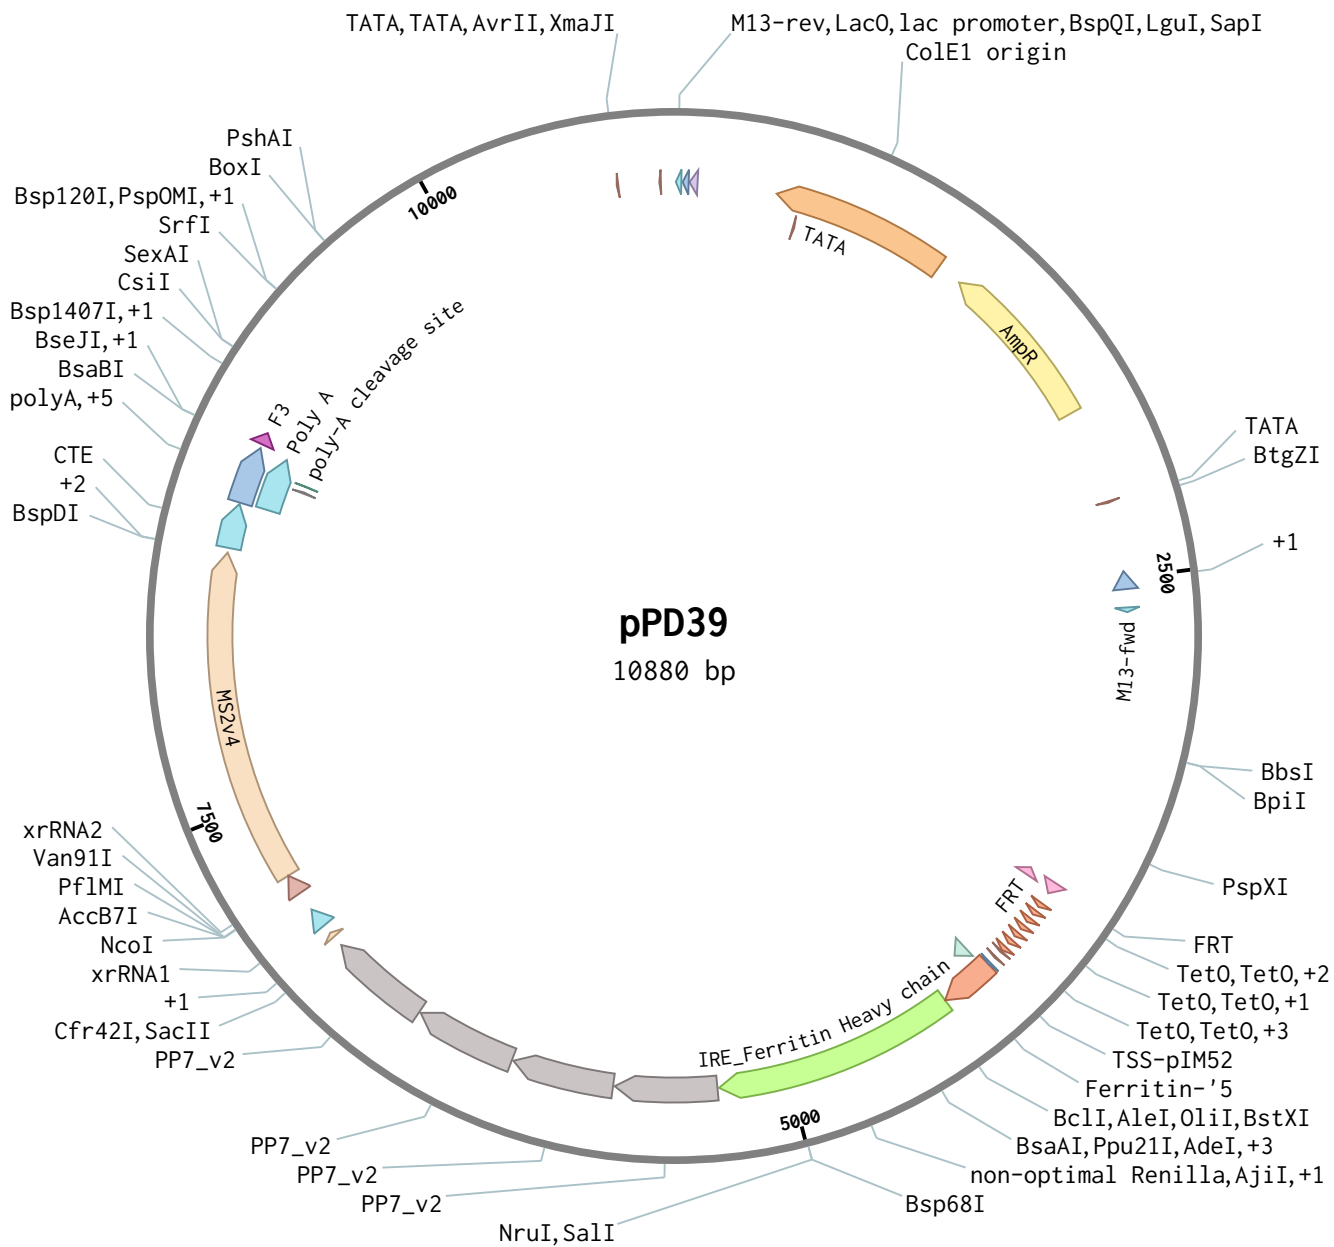 TATA,TATA,AvrII,XmaJI
M13-rev,LacO,lac promoter,BspQI,LguI,SapI
ColE1 origin
PshAI
BoxI
Bsp120I,PspOMI,+1
SrfI
SexAI
CsiI
Bsp1407I,+1
BseJI,+1
BsaBI
polyA,+5
CTE
+2
BspDI
10000
TATA
AmpR
F3
Poly A
poly-A cleavage site
TATA
BtgZI
+1
2500
M13-fwd
pPD39
10880 bp
MS2v4
BbsI
BpiI
7500
xrRNA2
Van91I
PflMI
AccB7I
NcoI
xrRNA1
+1
Cfr42I,SacII
PP7_v2
PspXI
FRT
FRT
TetO,TetO,+2
TetO,TetO,+1
TetO,TetO,+3
TSS-pIM52
Ferritin-'5
BclI,AleI,OliI,BstXI
BsaAI,Ppu21I,AdeI,+3
non-optimal Renilla,AjiI,+1
IRE_Ferritin Heavy chain
5000
PP7_v2
PP7_v2
PP7_v2
Bsp68I
NruI,SalI